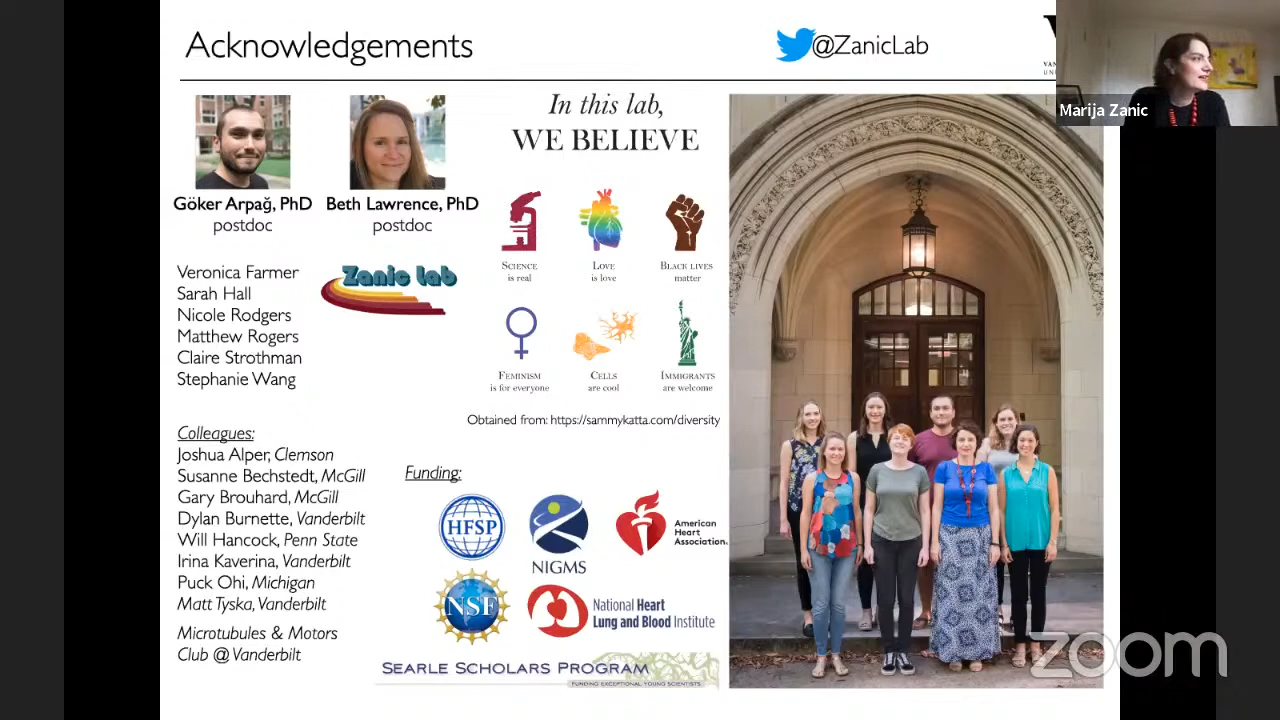 Acknowledgements
@ZanicLab
Marija Zanic
Göker Arpağ, PhD
postdoc
Beth Lawrence, PhD
postdoc
Veronica Farmer
Sarah Hall
Nicole Rodgers
Matthew Rogers
Claire Strothman
Stephanie Wang
Zanic Lab
In this lab,
WE BELIEVE
SCIENCE
is real
LOVE
is love
BLACK LIVES
matter
FEMINISM
is for everyone
CELLS
are cool
IMMIGRANTS
are welcome
Obtained from: https://sammykatta.com/diversity
Colleagues:
Joshua Alper, Clemson
Susanne Bechstedt, McGill
Gary Brouhard, McGill
Dylan Burnette, Vanderbilt
Will Hancock, Penn State
Irina Kaverina, Vanderbilt
Puck Ohi, Michigan
Matt Tyska, Vanderbilt
Microtubules & Motors
Club @ Vanderbilt
Funding:
HFSP
NIGMS
American
Heart
Association.
NSF
National Heart
Lung and Blood Institute
SEARLE SCHOLARS PROGRAM
FUNDING EXCEPTIONAL YOUNG SCIENTISTS
zoom